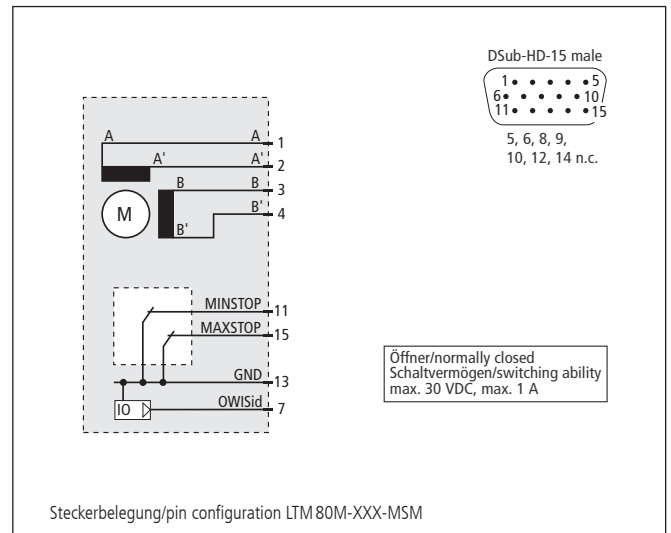 DSub-HD-15 male
1 5
6 10
11 15
5, 6, 8, 9,
10, 12, 14 n.c.
A A 1
A' A' 2
B B 3
B' 4
M
B'
MINSTOP 11
MAXSTOP 15
GND 13
IO OWISid 7
Öffner/normally closed
Schaltvermögen/switching ability
max. 30 VDC, max. 1 A
Steckerbelegung/pin configuration LTM 80M-XXX-MSM